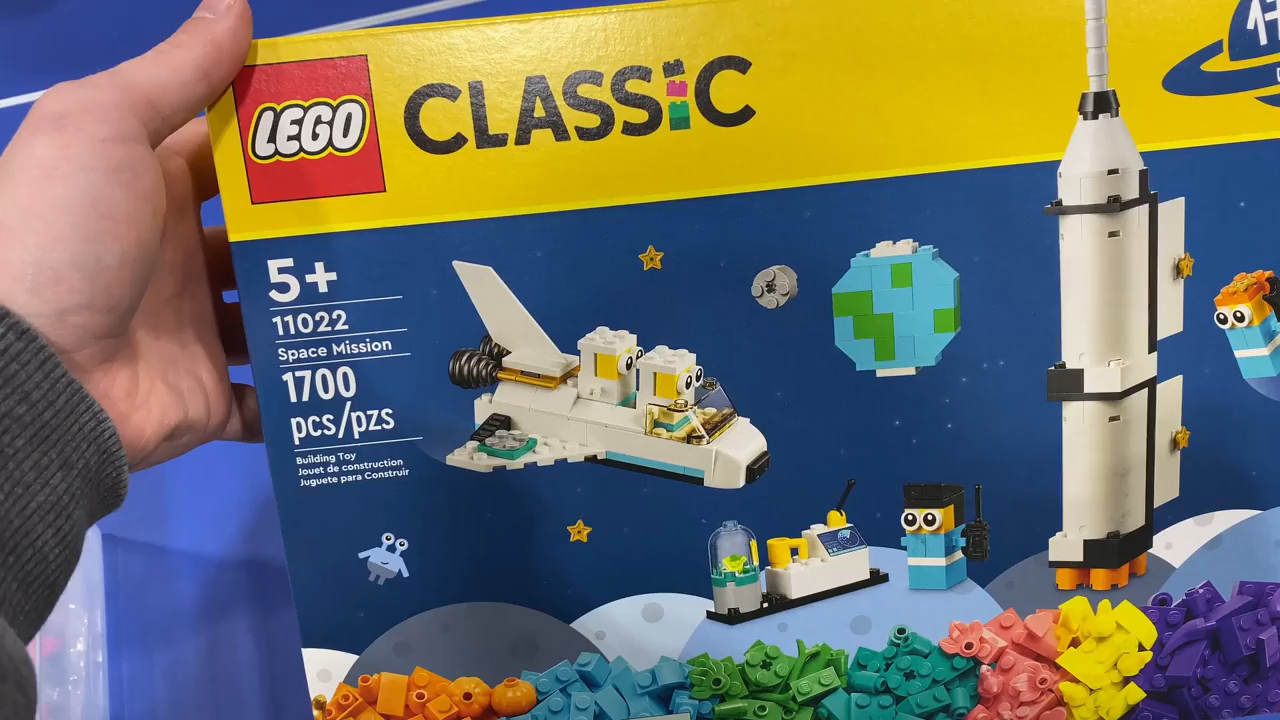 LEGO
CLASSiC
5+
11022
Space Mission
1700
pcs/pzs
Building Toy
Jouet de construction
Juguete para Construir